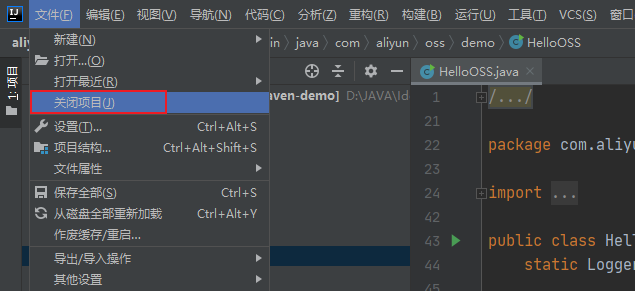 IJ 文件(F) 编辑(E) 视图(V) 导航(N) 代码(C) 分析(Z) 重构(R) 构建(B) 运行(U) 工具(T) VCS(S) 窗口
aliy in java com aliyun oss demo HelloOSS
1: 项目
新建(N)
打开...(O)
打开最近(R)
关闭项目(J)
设置(T)... Ctrl+Alt+S
项目结构... Ctrl+Alt+Shift+S
文件属性
保存全部(S) Ctrl+S
从磁盘全部重新加载 Ctrl+Alt+Y
作废缓存/重启...
导出/导入操作
其他设置
aven-demo] D:\JAVA\Ide
HelloOSS.java
1 /.../
21
22 package com.aliyu
23
24 import ...
42
43 public class Hell
44 static Logger